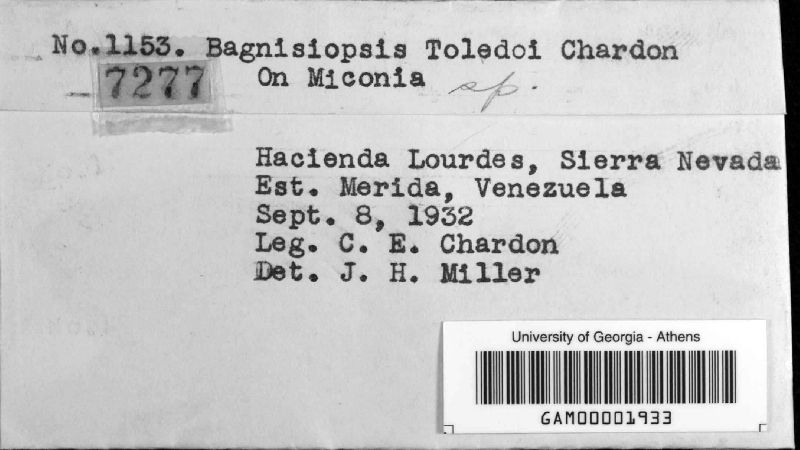 No.1153. Bagnisiopsis Toledoi Chardon
7277 On Miconia sp.
Hacienda Lourdes, Sierra Nevada
Est. Merida, Venezuela
Sept. 8, 1932
Leg. C. E. Chardon
Det. J. H. Miller
University of Georgia - Athens
GAM00001933